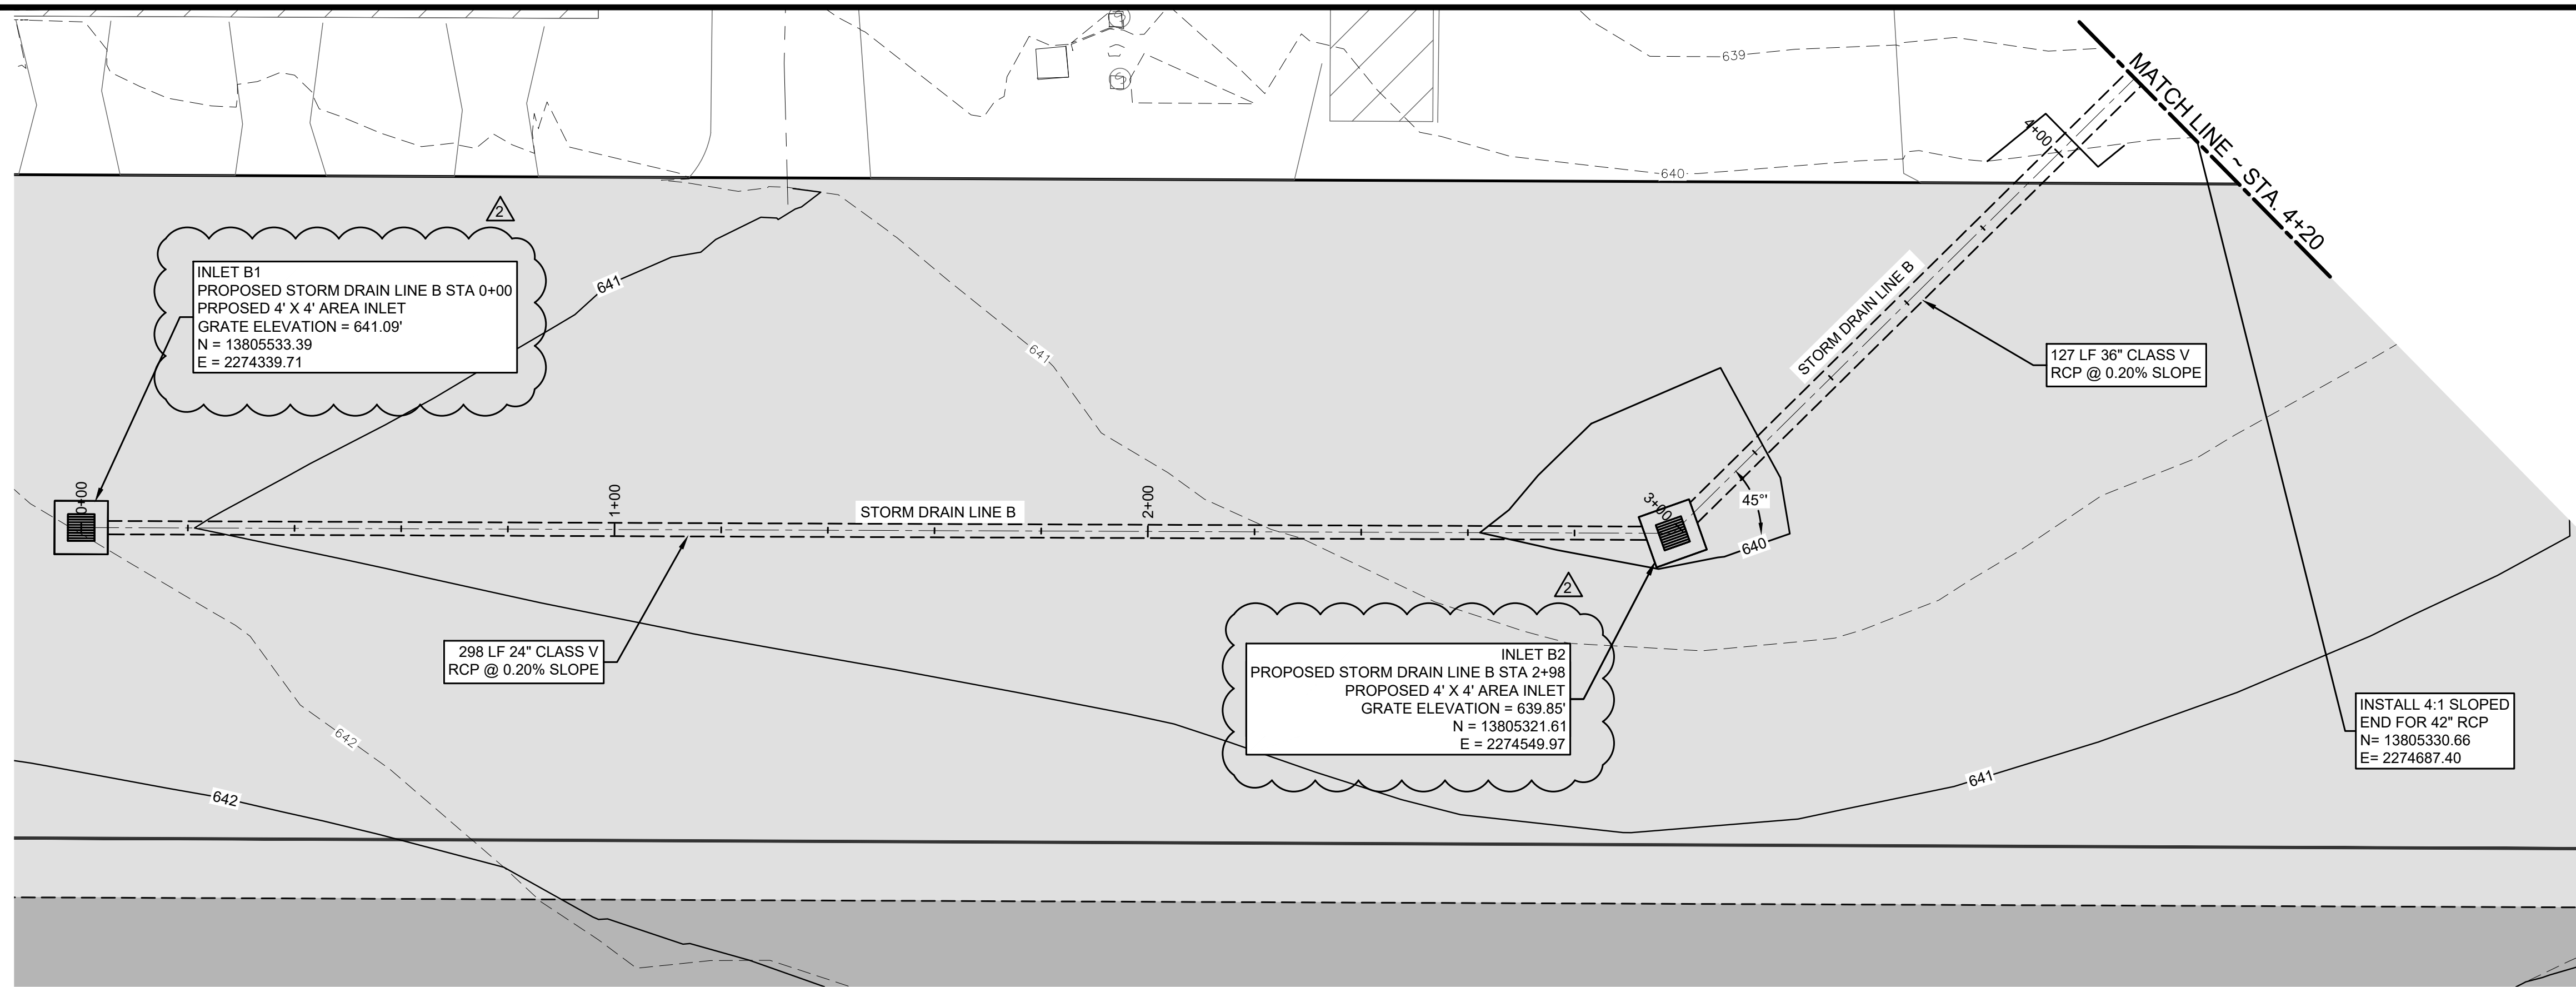 639
MATCH LINE ~ STA. 4+20
4+00
640
2
INLET B1
PROPOSED STORM DRAIN LINE B STA 0+00
PRPOSED 4' X 4' AREA INLET
GRATE ELEVATION = 641.09'
N = 13805533.39
E = 2274339.71
641
641
STORM DRAIN LINE B
127 LF 36" CLASS V
RCP @ 0.20% SLOPE
0+00
1+00
STORM DRAIN LINE B
2+00
3+00
45°'
640
2
298 LF 24" CLASS V
RCP @ 0.20% SLOPE
INLET B2
PROPOSED STORM DRAIN LINE B STA 2+98
PROPOSED 4' X 4' AREA INLET
GRATE ELEVATION = 639.85'
N = 13805321.61
E = 2274549.97
INSTALL 4:1 SLOPED
END FOR 42" RCP
N= 13805330.66
E= 2274687.40
642
642
641